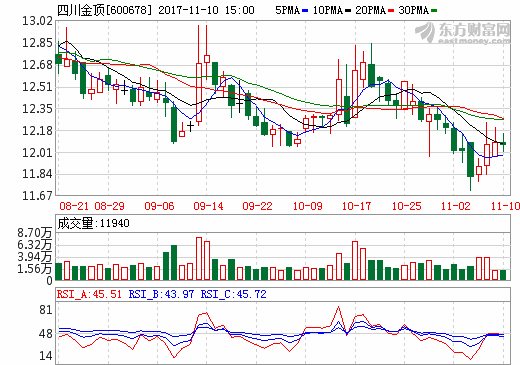 四川金顶[600678] 2017-11-10 15:00 5PMA 10PMA 20PMA 30PMA
东方财富网
eastmoney.com
13.02
12.85
12.68
12.51
12.35
12.18
12.01
11.84
11.67
08-21 08-29 09-06 09-14 09-22 10-09 10-17 10-25 11-02 11-10
成交量:11940
8.70万
6.32万
3.94万
1.56万
0
RSI_A:45.51 RSI_B:43.97 RSI_C:45.72
81
48
14